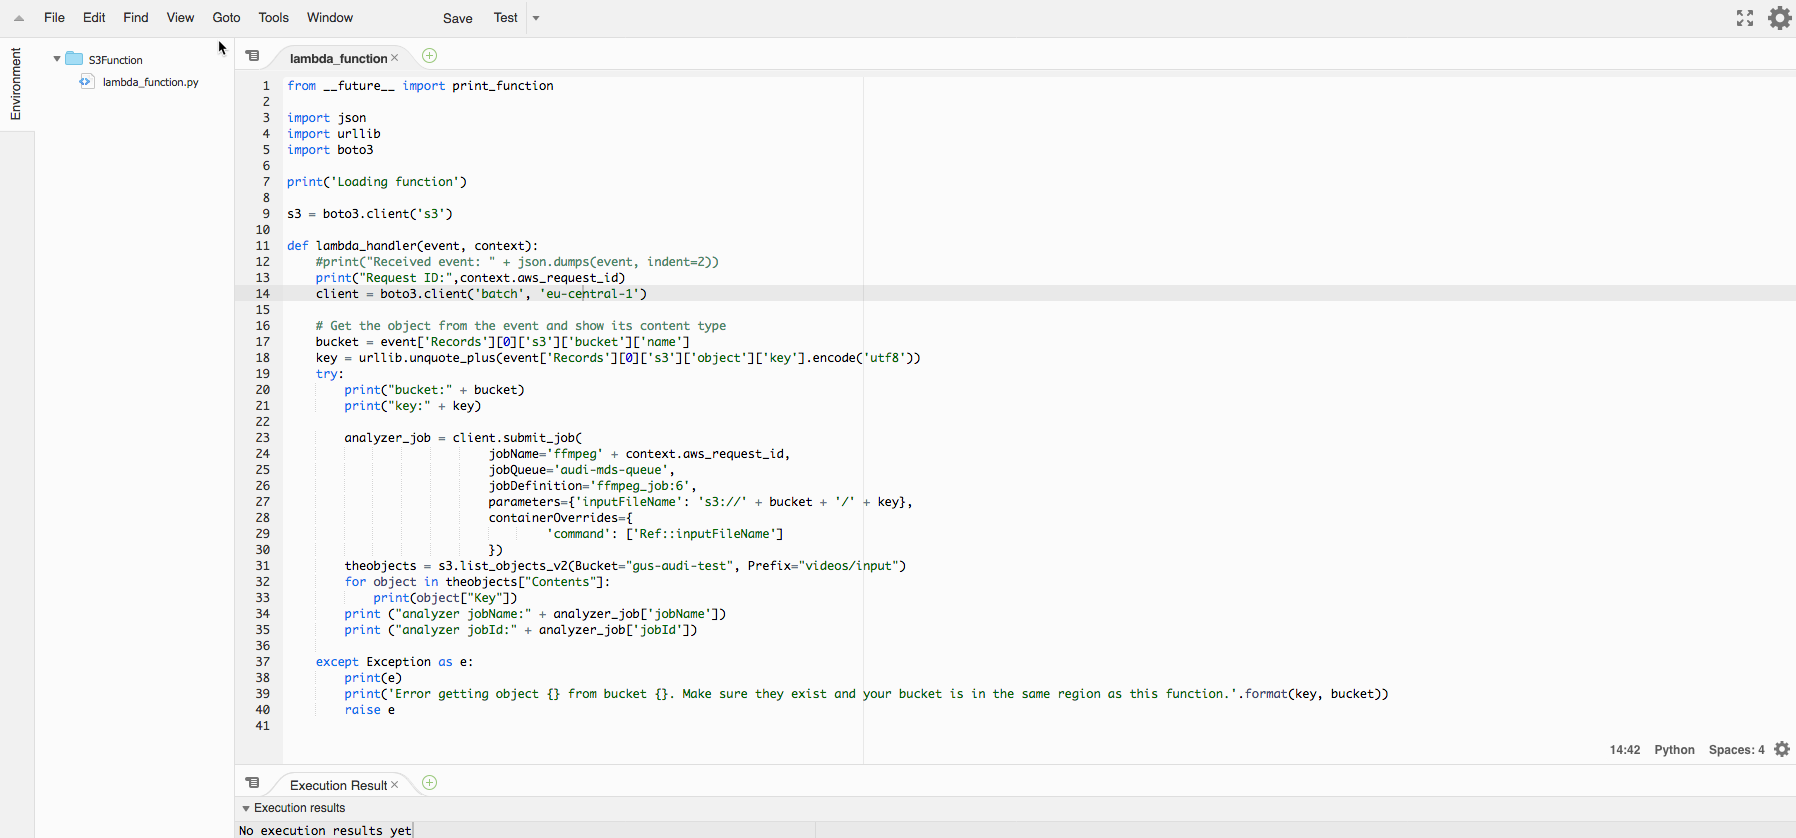 File Edit Find View Goto Tools Window Save Test
Environment
S3Function
lambda_function.py
lambda_function
1 from __future__ import print_function
2
3 import json
4 import urllib
5 import boto3
6
7 print('Loading function')
8
9 s3 = boto3.client('s3')
10
11 def lambda_handler(event, context):
12     #print("Received event: " + json.dumps(event, indent=2))
13     print("Request ID:",context.aws_request_id)
14     client = boto3.client('batch', 'eu-central-1')
15
16     # Get the object from the event and show its content type
17     bucket = event['Records'][0]['s3']['bucket']['name']
18     key = urllib.unquote_plus(event['Records'][0]['s3']['object']['key'].encode('utf8'))
19     try:
20         print("bucket:" + bucket)
21         print("key:" + key)
22
23         analyzer_job = client.submit_job(
24                             jobName='ffmpeg' + context.aws_request_id,
25                             jobQueue='audi-mds-queue',
26                             jobDefinition='ffmpeg_job:6',
27                             parameters={'inputFileName': 's3://' + bucket + '/' + key},
28                             containerOverrides={
29                                     'command': ['Ref::inputFileName']
30                             })
31         theobjects = s3.list_objects_v2(Bucket="gus-audi-test", Prefix="videos/input")
32         for object in theobjects["Contents"]:
33             print(object["Key"])
34         print ("analyzer jobName:" + analyzer_job['jobName'])
35         print ("analyzer jobId:" + analyzer_job['jobId'])
36
37     except Exception as e:
38         print(e)
39         print('Error getting object {} from bucket {}. Make sure they exist and your bucket is in the same region as this function.'.format(key, bucket))
40         raise e
41
14:42 Python Spaces: 4
Execution Result
Execution results
No execution results yet